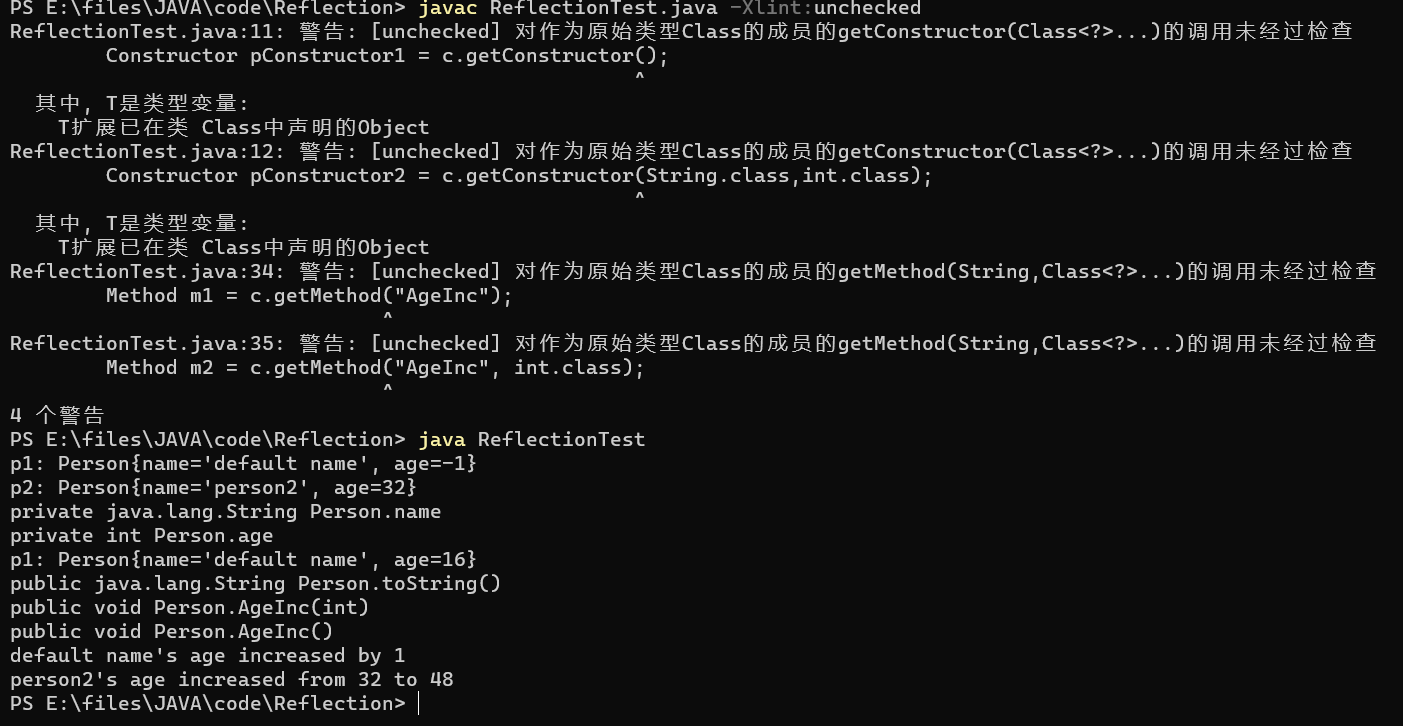 PS E:\files\JAVA\code\Reflection> javac ReflectionTest.java -Xlint:unchecked
ReflectionTest.java:11: 警告: [unchecked] 对作为原始类型Class的成员的getConstructor(Class<?>...)的调用未经过检查
        Constructor pConstructor1 = c.getConstructor();
                                                    ^
  其中, T是类型变量:
    T扩展已在类 Class中声明的Object
ReflectionTest.java:12: 警告: [unchecked] 对作为原始类型Class的成员的getConstructor(Class<?>...)的调用未经过检查
        Constructor pConstructor2 = c.getConstructor(String.class,int.class);
                                                    ^
  其中, T是类型变量:
    T扩展已在类 Class中声明的Object
ReflectionTest.java:34: 警告: [unchecked] 对作为原始类型Class的成员的getMethod(String,Class<?>...)的调用未经过检查
        Method m1 = c.getMethod("AgeInc");
                               ^
ReflectionTest.java:35: 警告: [unchecked] 对作为原始类型Class的成员的getMethod(String,Class<?>...)的调用未经过检查
        Method m2 = c.getMethod("AgeInc", int.class);
                               ^
4 个警告
PS E:\files\JAVA\code\Reflection> java ReflectionTest
p1: Person{name='default name', age=-1}
p2: Person{name='person2', age=32}
private java.lang.String Person.name
private int Person.age
p1: Person{name='default name', age=16}
public java.lang.String Person.toString()
public void Person.AgeInc(int)
public void Person.AgeInc()
default name's age increased by 1
person2's age increased from 32 to 48
PS E:\files\JAVA\code\Reflection>